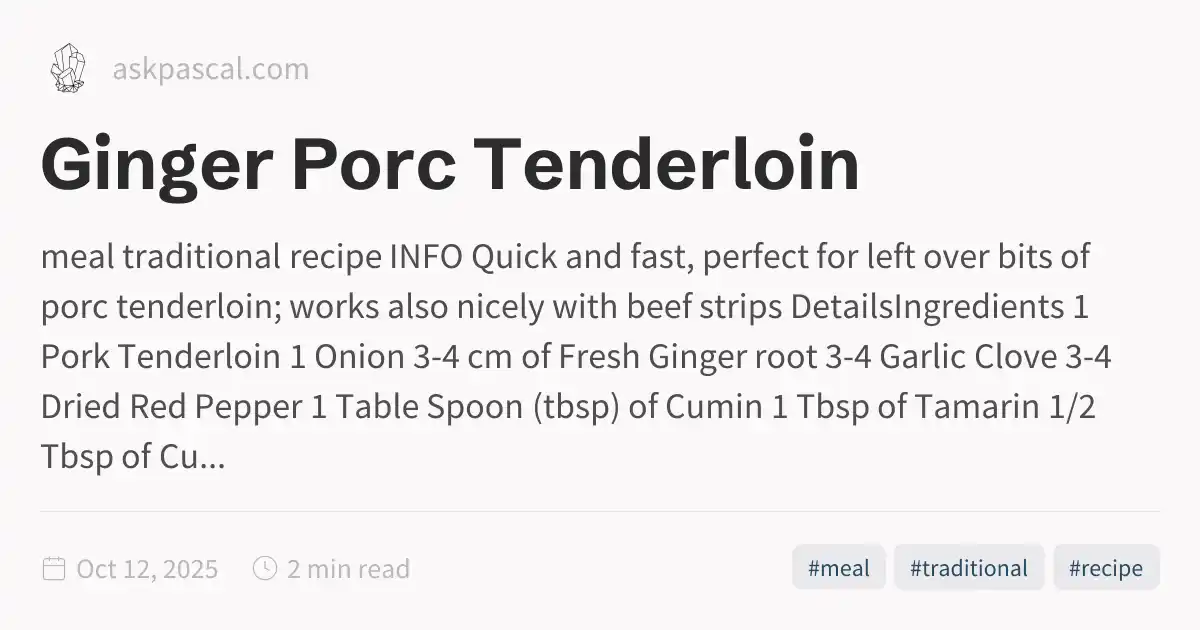 askpascal.com
Ginger Porc Tenderloin
meal traditional recipe INFO Quick and fast, perfect for left over bits of
porc tenderloin; works also nicely with beef strips DetailsIngredients 1
Pork Tenderloin 1 Onion 3-4 cm of Fresh Ginger root 3-4 Garlic Clove 3-4
Dried Red Pepper 1 Table Spoon (tbsp) of Cumin 1 Tbsp of Tamarin 1/2
Tbsp of Cu...
Oct 12, 2025 2 min read #meal #traditional #recipe